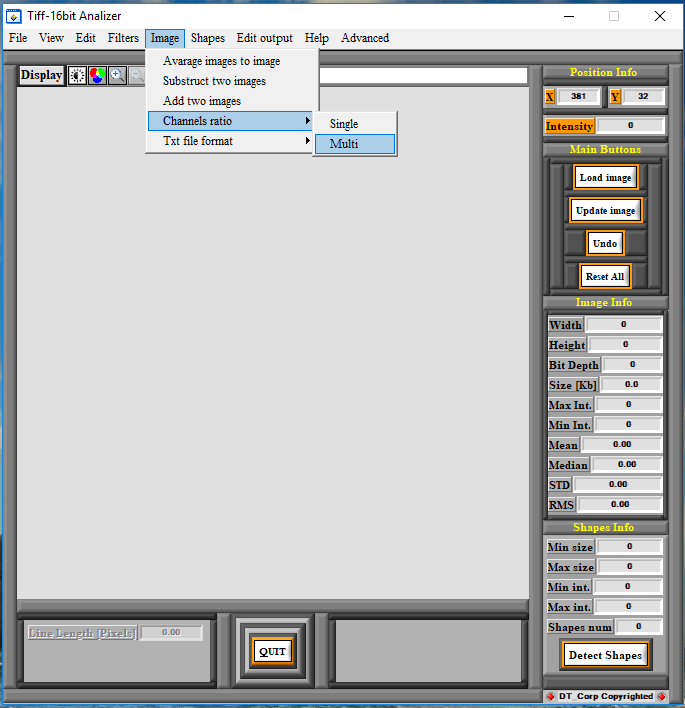 Tiff-16bit Analizer
File View Edit Filters Image Shapes Edit output Help Advanced
Display
Avarage images to image
Substruct two images
Add two images
Channels ratio
Txt file format
Single
Multi
Position Info
X 381 Y 32
Intensity 0
Main Buttons
Load image
Update image
Undo
Reset All
Image Info
Width 0
Height 0
Bit Depth 0
Size [Kb] 0.0
Max Int. 0
Min Int. 0
Mean 0.00
Median 0.00
STD 0.00
RMS 0.00
Shapes Info
Min size 0
Max size 0
Min int. 0
Max int. 0
Shapes num 0
Detect Shapes
Line Length [Pixels] 0.00
QUIT
DT_Corp Copyrighted